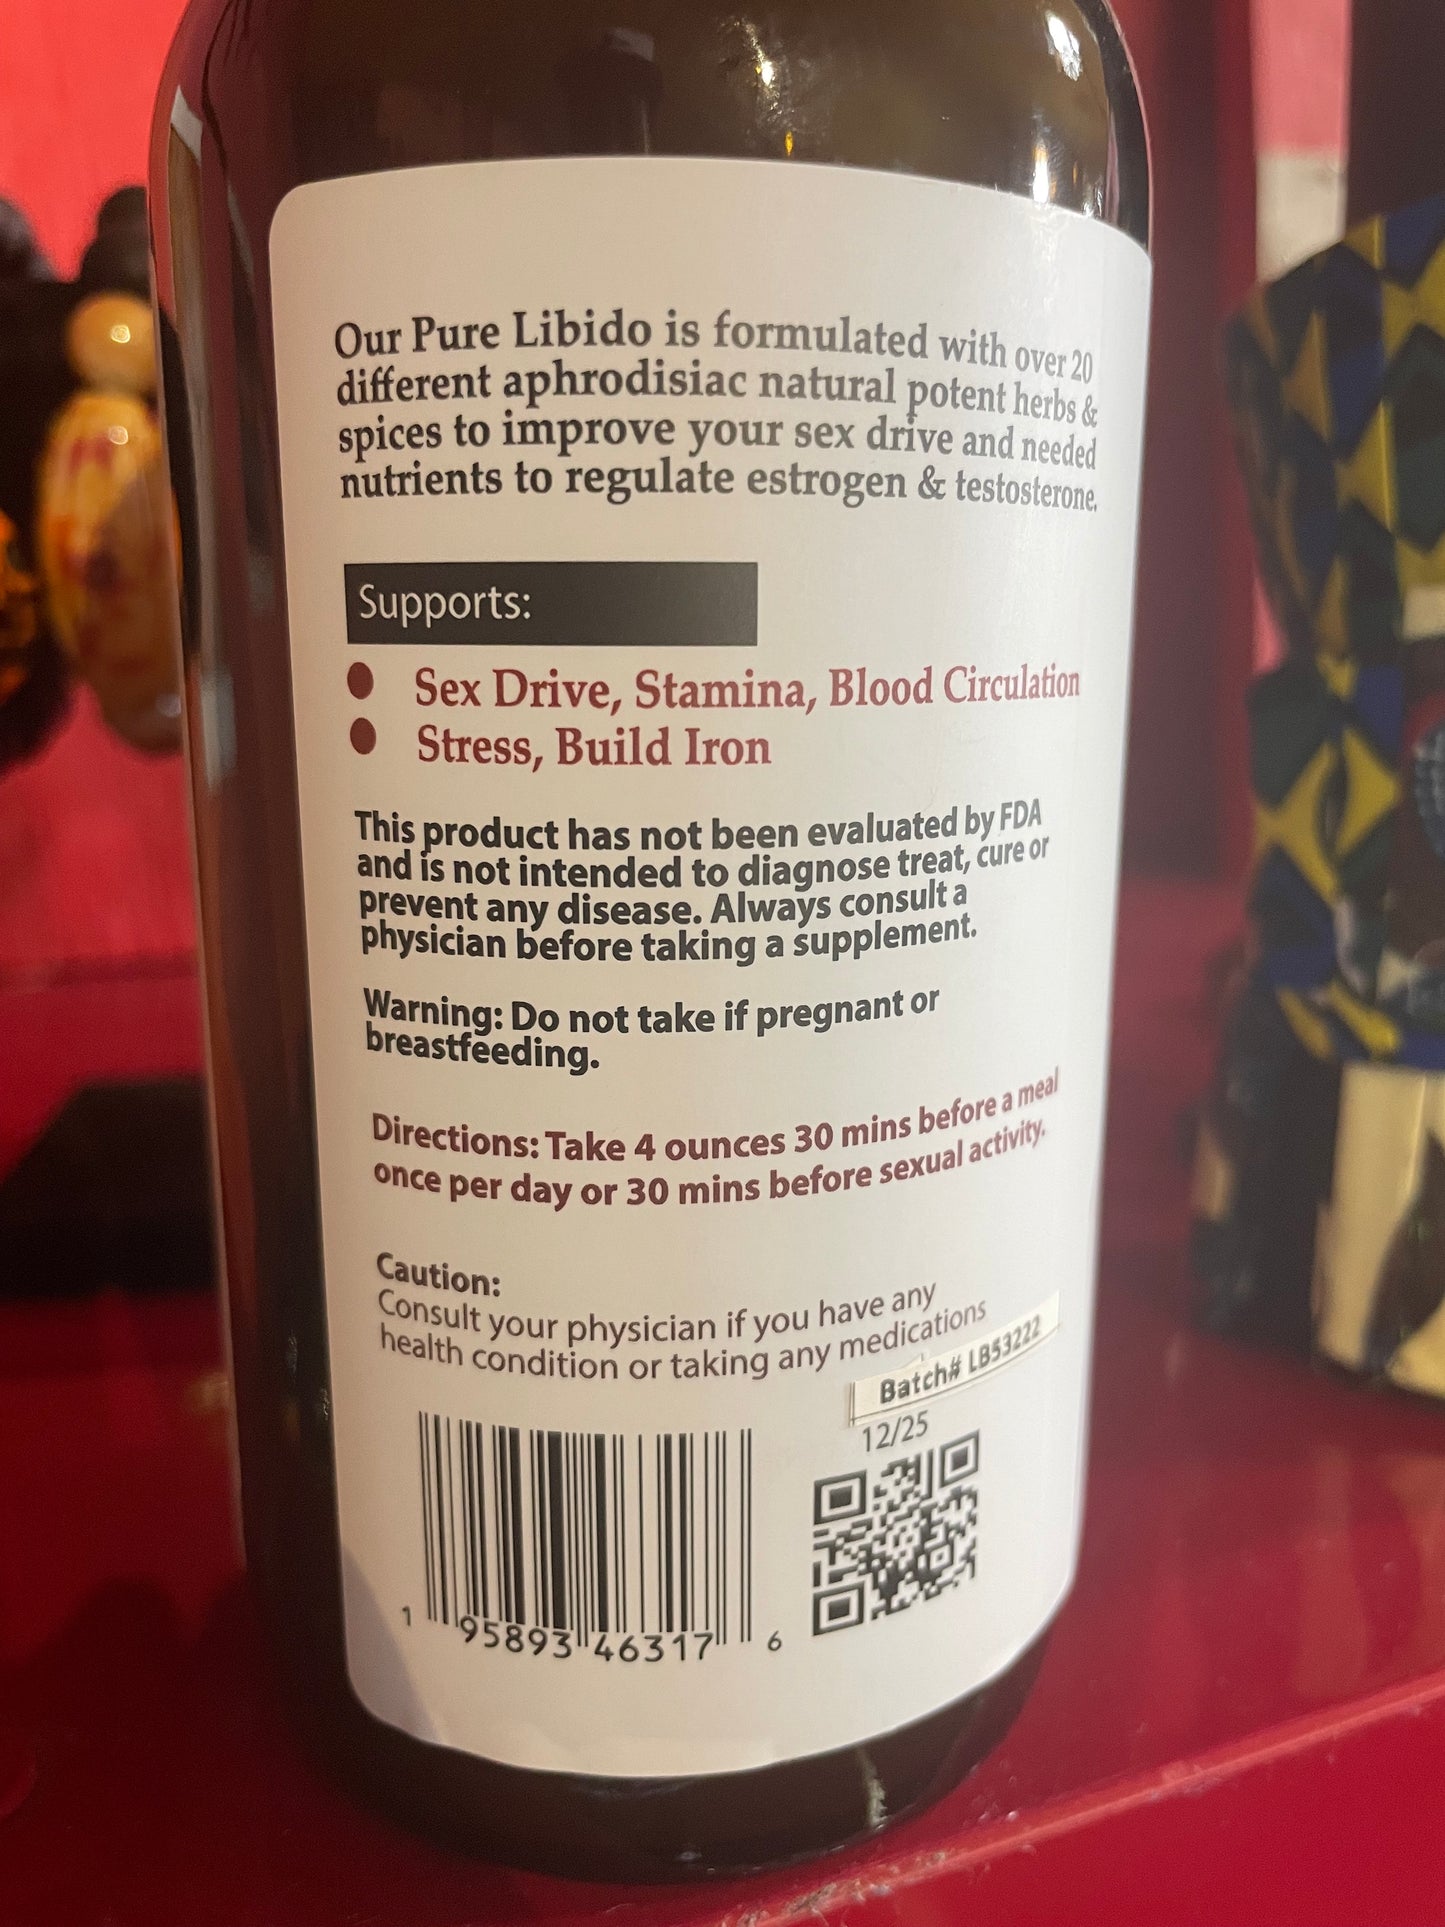 Our Pure Libido is formulated with over 20
different aphrodisiac natural potent herbs &
spices to improve your sex drive and needed
nutrients to regulate estrogen & testosterone.
Supports:
● Sex Drive, Stamina, Blood Circulation
● Stress, Build Iron
This product has not been evaluated by FDA
and is not intended to diagnose treat, cure or
prevent any disease. Always consult a
physician before taking a supplement.
Warning: Do not take if pregnant or
breastfeeding.
Directions: Take 4 ounces 30 mins before a meal
once per day or 30 mins before sexual activity.
Caution:
Consult your physician if you have any
health condition or taking any medications
Batch# LB53222
12/25
1 95893 46317 6